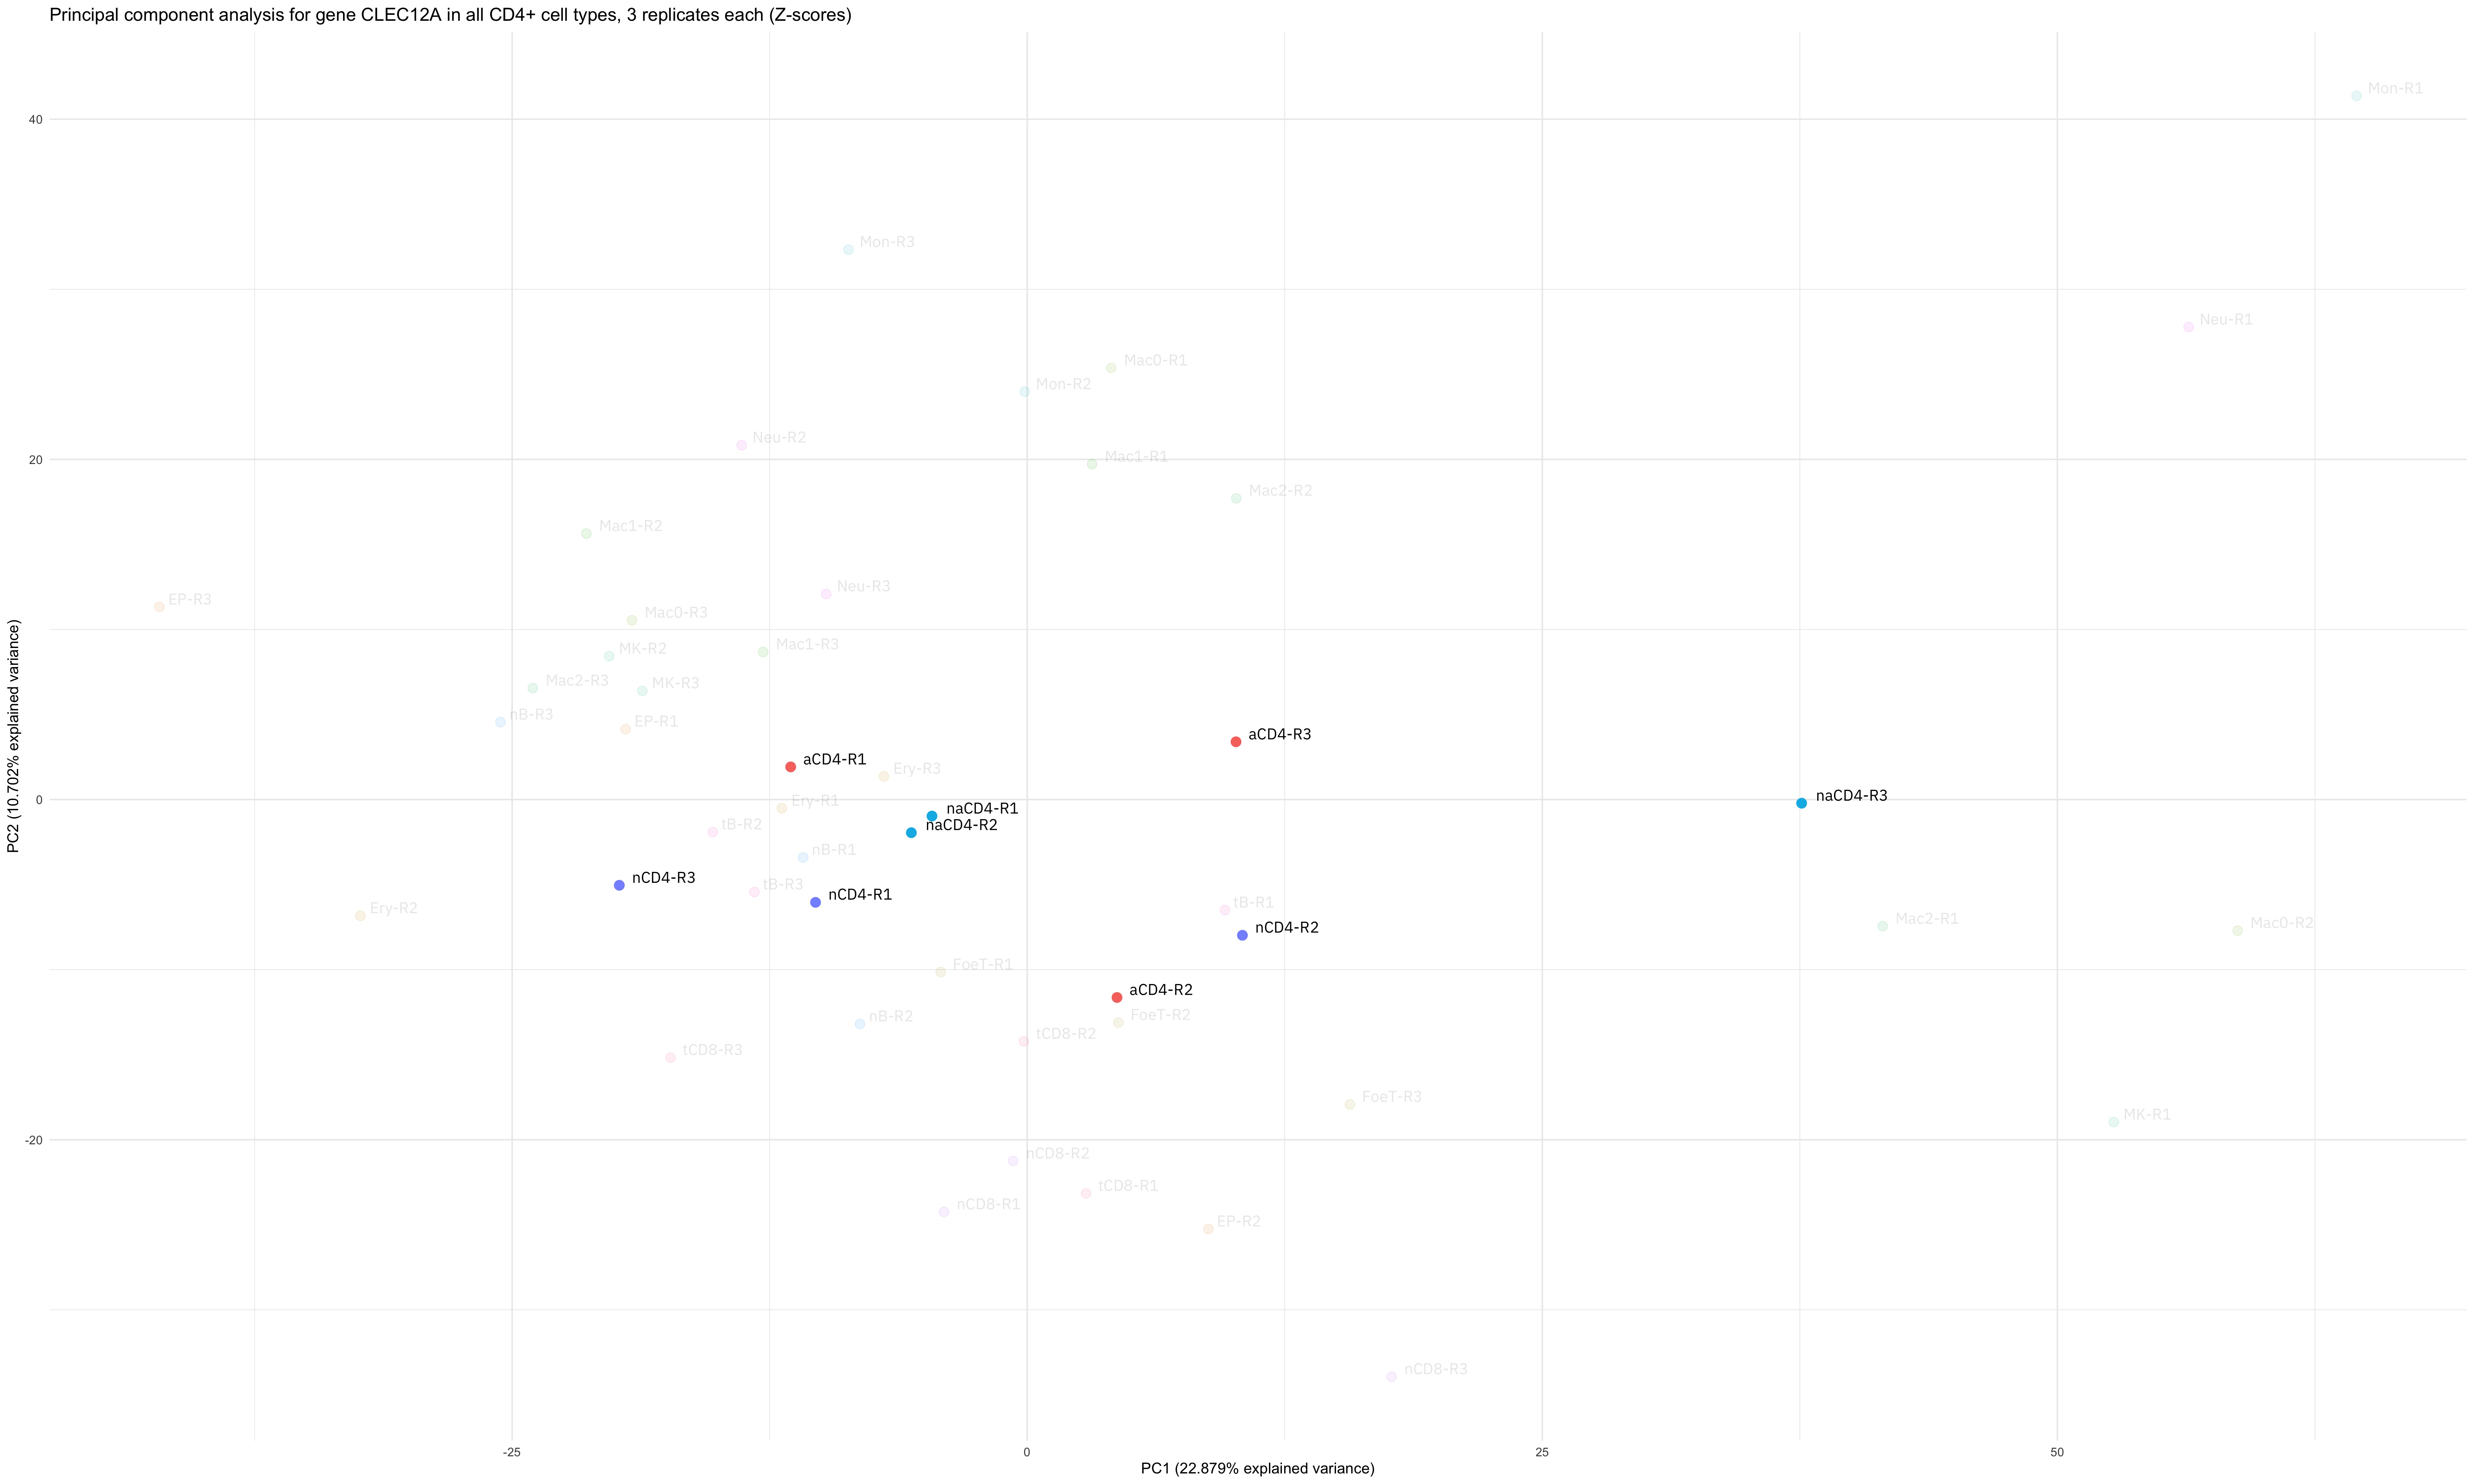 Principal component analysis for gene CLEC12A in all CD4+ cell types, 3 replicates each (Z-scores)
Mon-R1
40
Mon-R3
Neu-R1
Mac0-R1
Mon-R2
Neu-R2
20
Mac1-R1
Mac2-R2
Mac1-R2
Neu-R3
EP-R3
Mac0-R3
Mac1-R3
MK-R2
Mac2-R3
MK-R3
nB-R3
EP-R1
aCD4-R3
aCD4-R1
Ery-R3
naCD4-R3
0
Ery-R1
naCD4-R1
tB-R2
naCD4-R2
nB-R1
nCD4-R3
tB-R3
nCD4-R1
tB-R1
Ery-R2
Mac2-R1
Mac0-R2
nCD4-R2
FoeT-R1
aCD4-R2
FoeT-R2
nB-R2
tCD8-R2
tCD8-R3
FoeT-R3
MK-R1
-20
nCD8-R2
tCD8-R1
nCD8-R1
EP-R2
nCD8-R3
-25
0
25
50
PC1 (22.879% explained variance)
PC2 (10.702% explained variance)